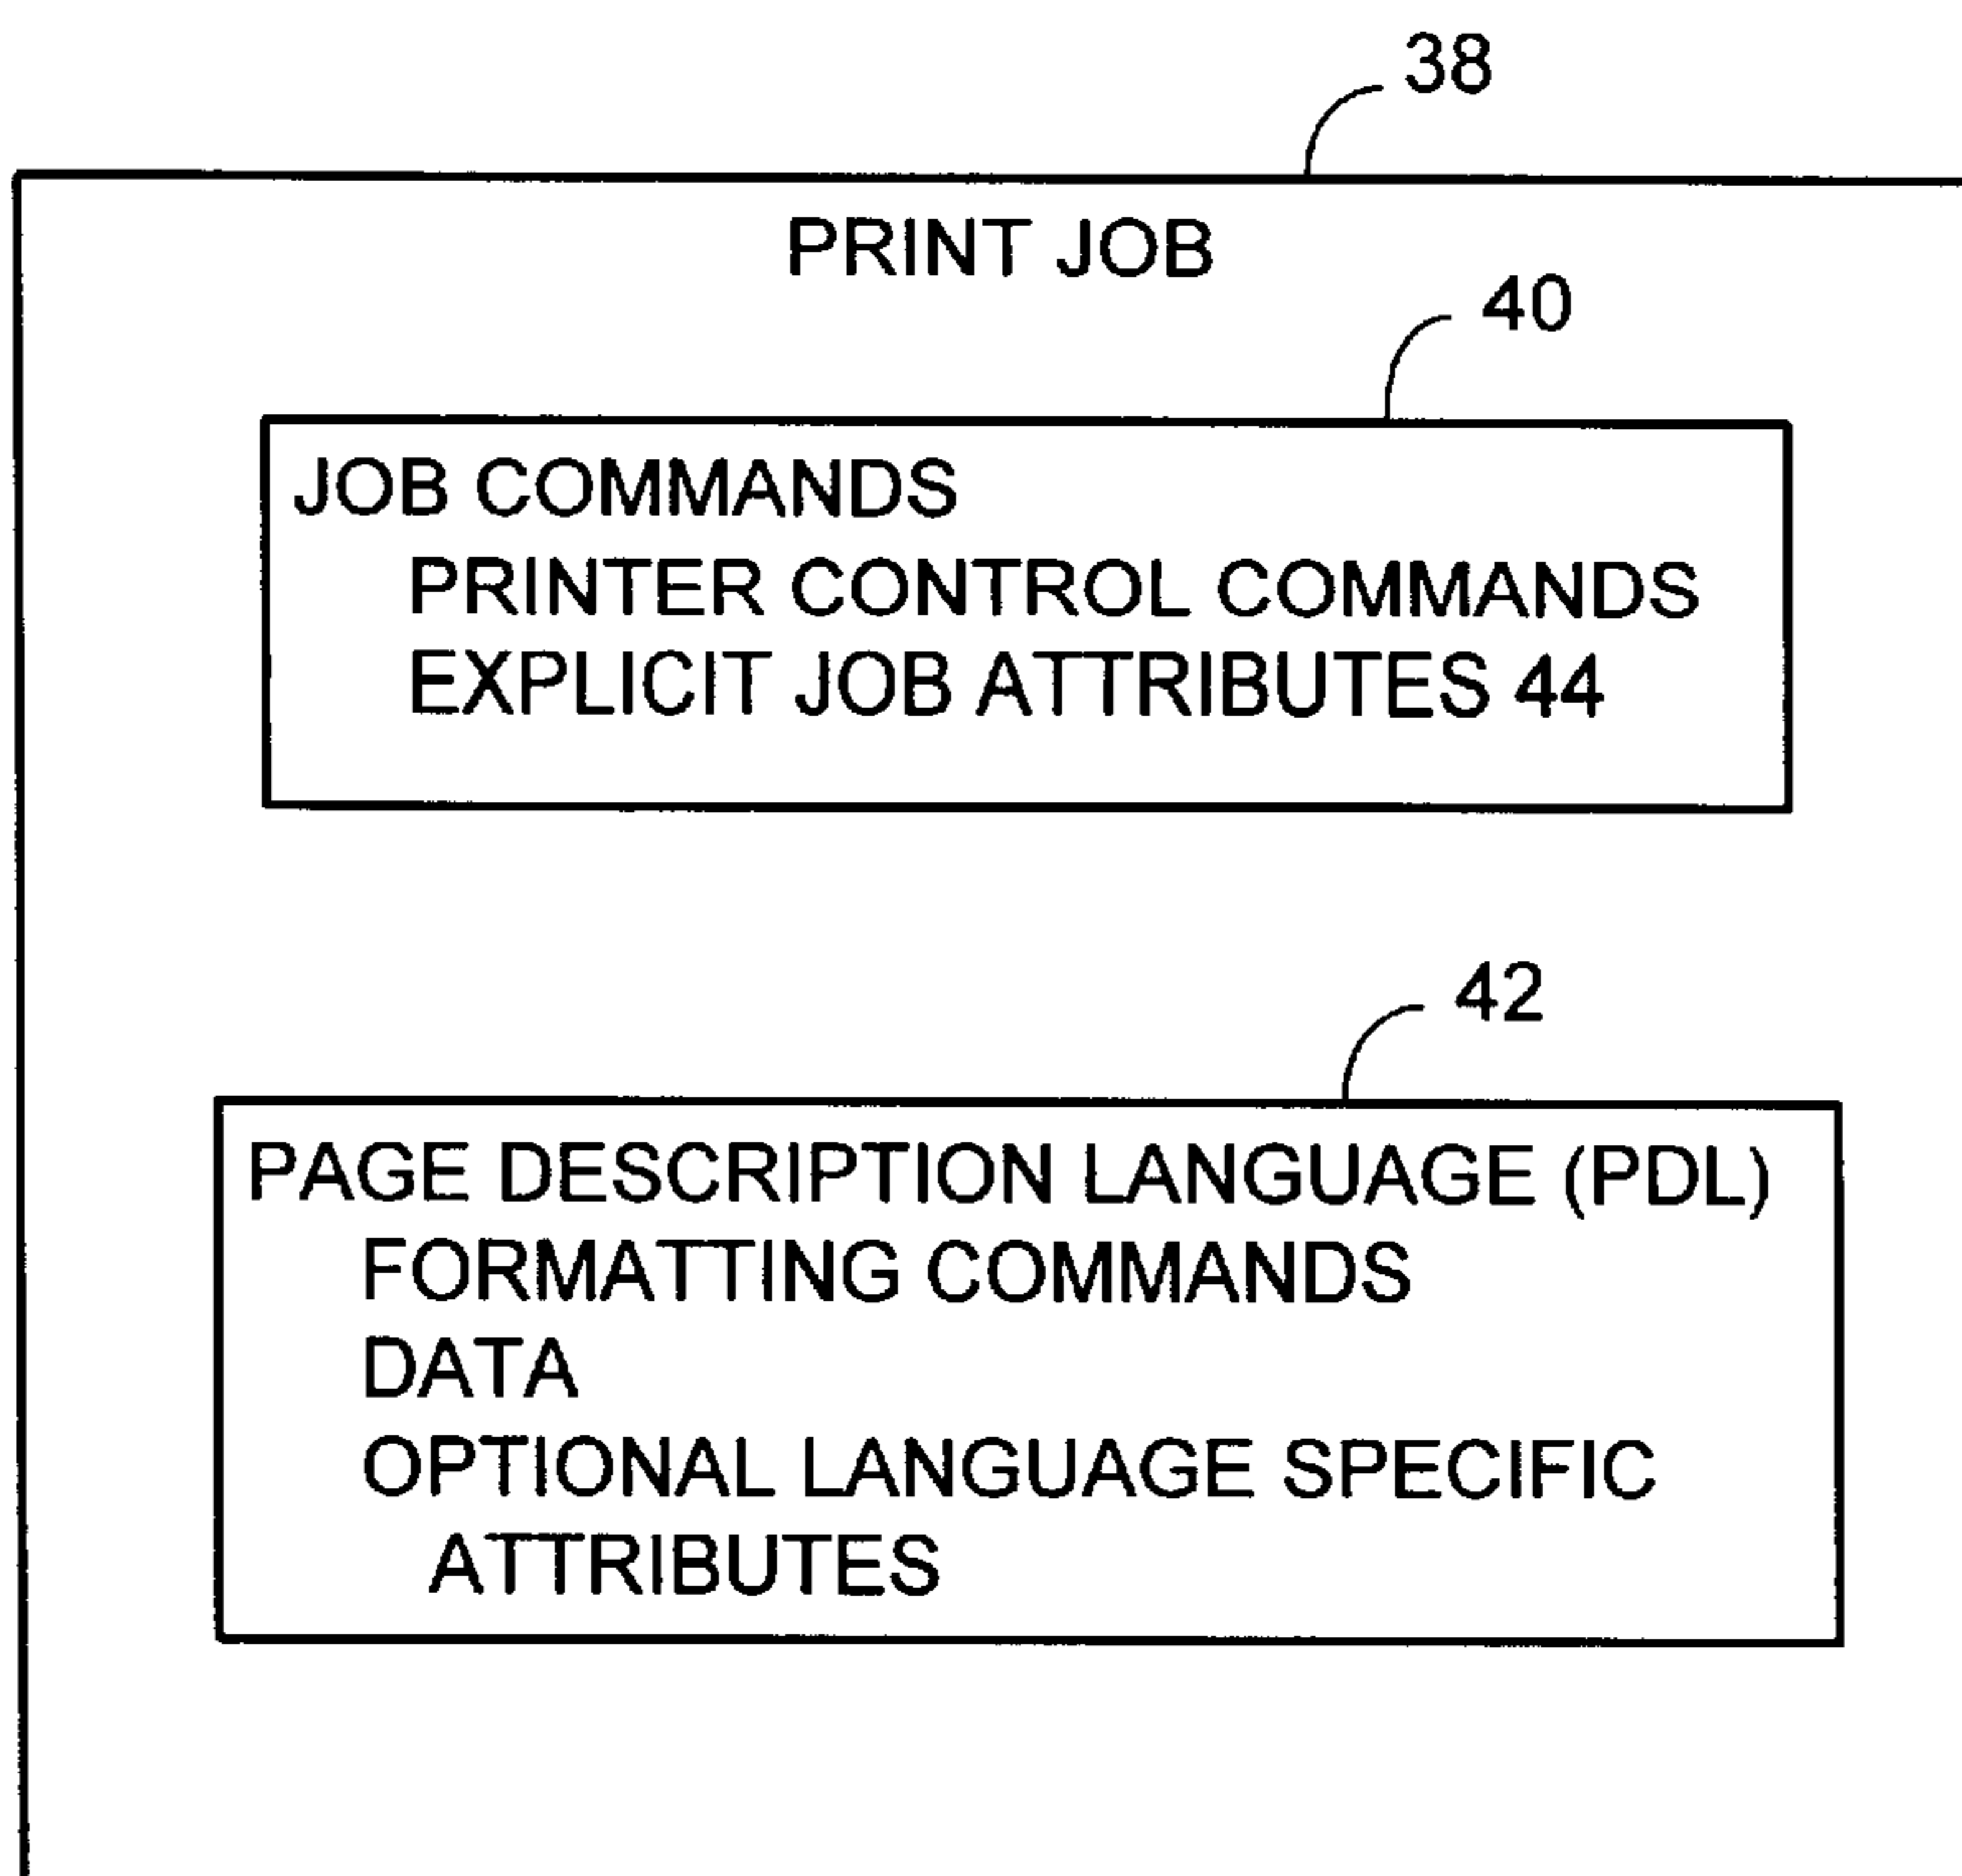 38
PRINT JOB
40
JOB COMMANDS
PRINTER CONTROL COMMANDS
EXPLICIT JOB ATTRIBUTES 44
42
PAGE DESCRIPTION LANGUAGE (PDL)
FORMATTING COMMANDS
DATA
OPTIONAL LANGUAGE SPECIFIC
ATTRIBUTES